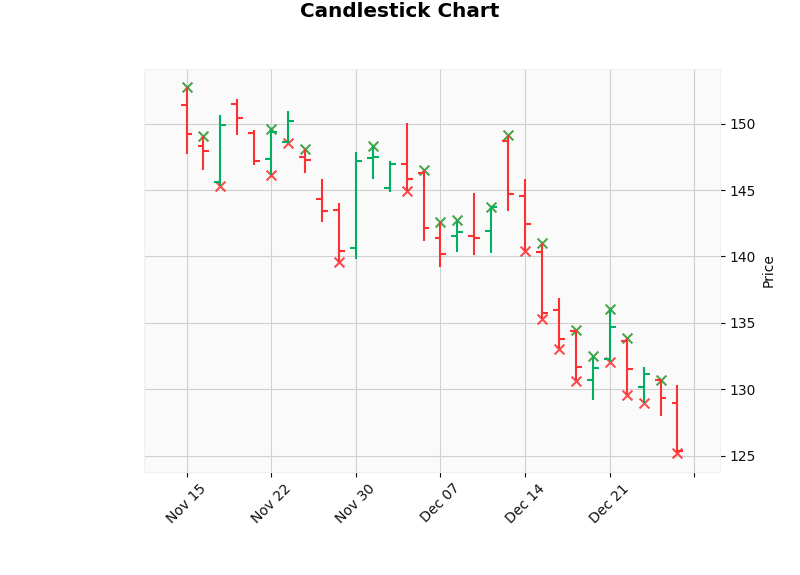 Candlestick Chart
150
145
140
135
130
125
Price
Nov 15
Nov 22
Nov 30
Dec 07
Dec 14
Dec 21